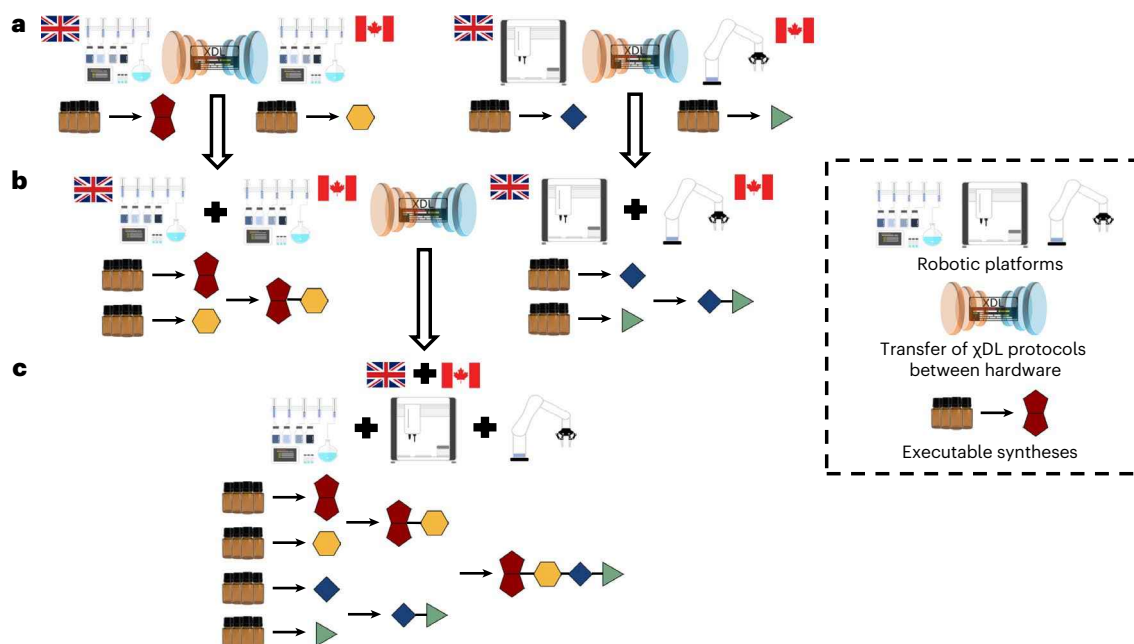 a
XDL
XDL
b
XDL
c
Robotic platforms
XDL
Transfer of χDL protocols
between hardware
Executable syntheses